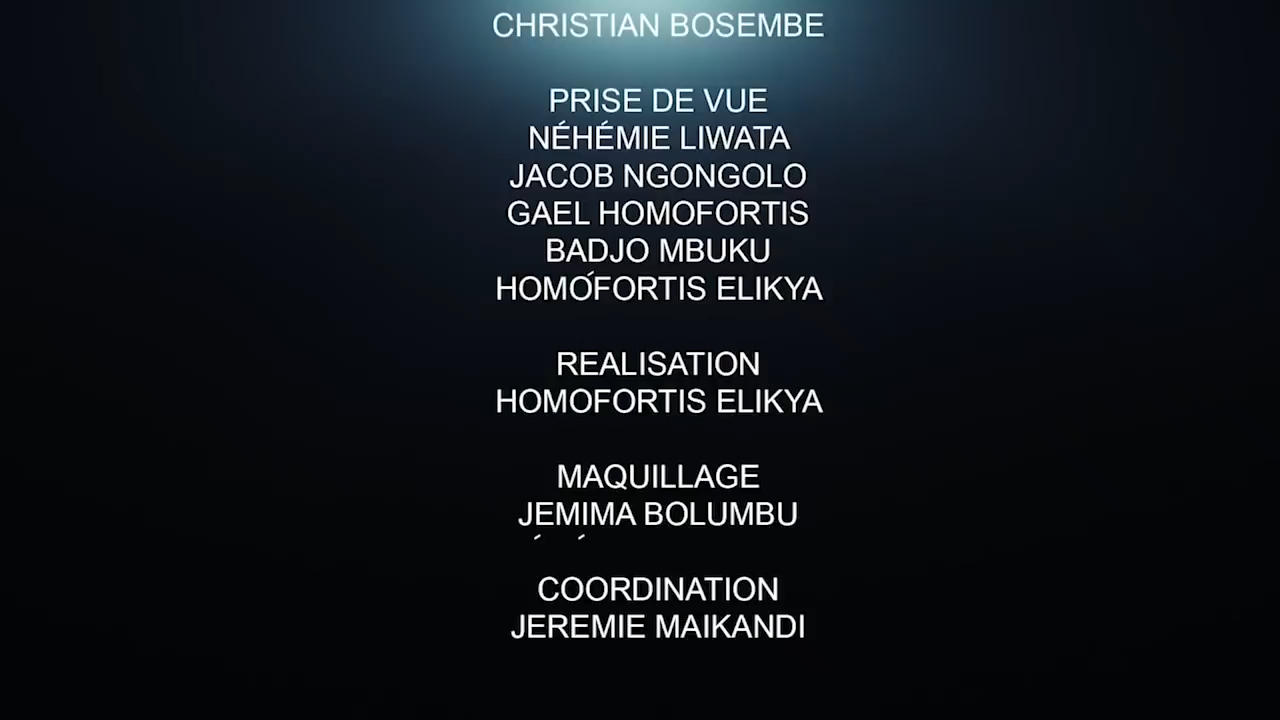 CHRISTIAN BOSEMBE
PRISE DE VUE
NÉHÉMIE LIWATA
JACOB NGONGOLO
GAEL HOMOFORTIS
BADJO MBUKU
HOMOFORTIS ELIKYA
REALISATION
HOMOFORTIS ELIKYA
MAQUILLAGE
JEMIMA BOLUMBU
COORDINATION
JEREMIE MAIKANDI